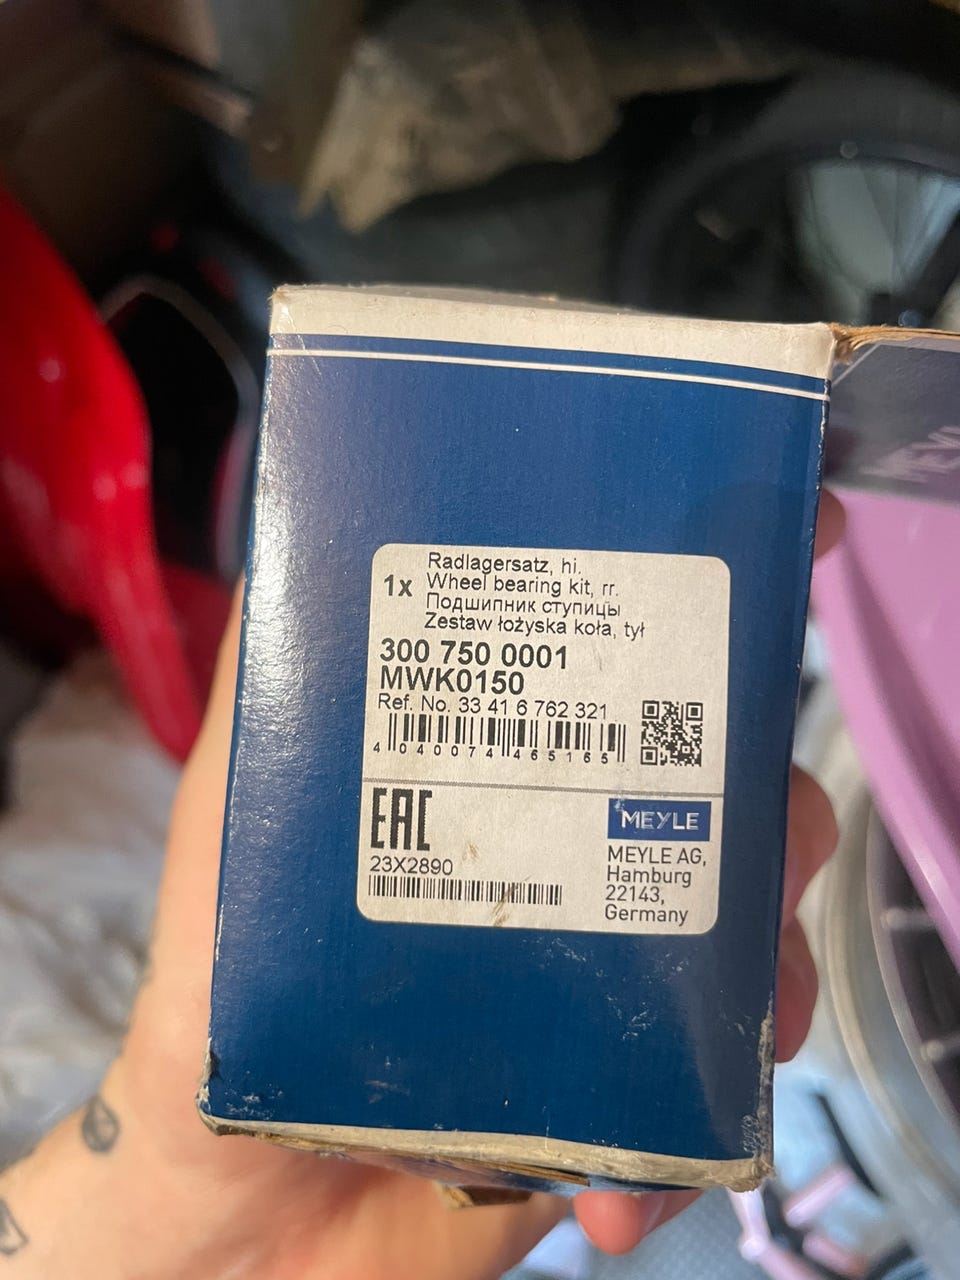 Radlagersatz, hi.
1x Wheel bearing kit, rr.
Подшипник ступицы
Zestaw łożyska koła, tył
300 750 0001
MWK0150
Ref. No. 33 41 6 762 321
4 040074 465165
EAC
23X2890
MEYLE
MEYLE AG,
Hamburg
22143,
Germany